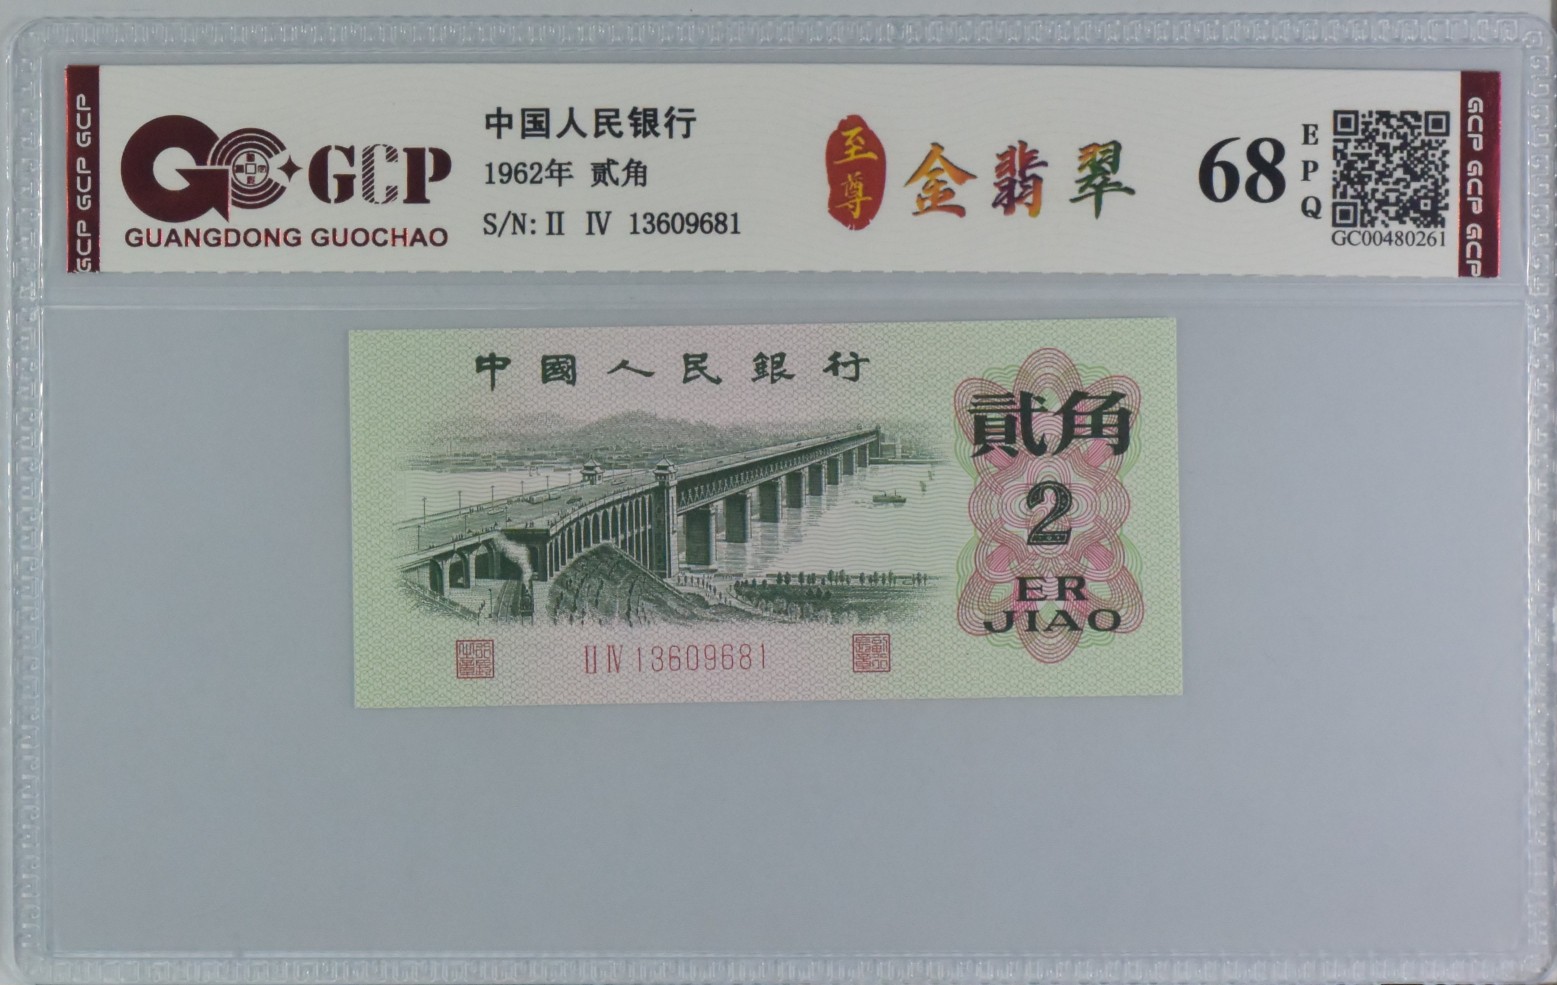 GCP GCP GCP
GCP
GUANGDONG GUOCHAO
中国人民银行
1962年 贰角
S/N: II IV 13609681
至尊
金翡翠
68
EPQ
GC00480261
GCP GCP GCP
中國人民銀行
貳角
2
ER
JIAO
II IV 13609681